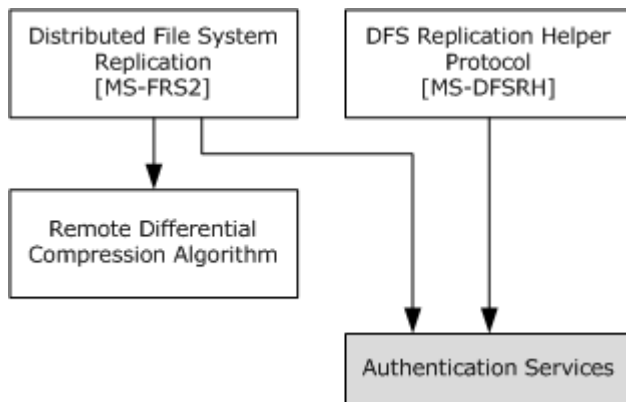 Distributed File System
Replication
[MS-FRS2]
DFS Replication Helper
Protocol
[MS-DFSRH]
Remote Differential
Compression Algorithm
Authentication Services